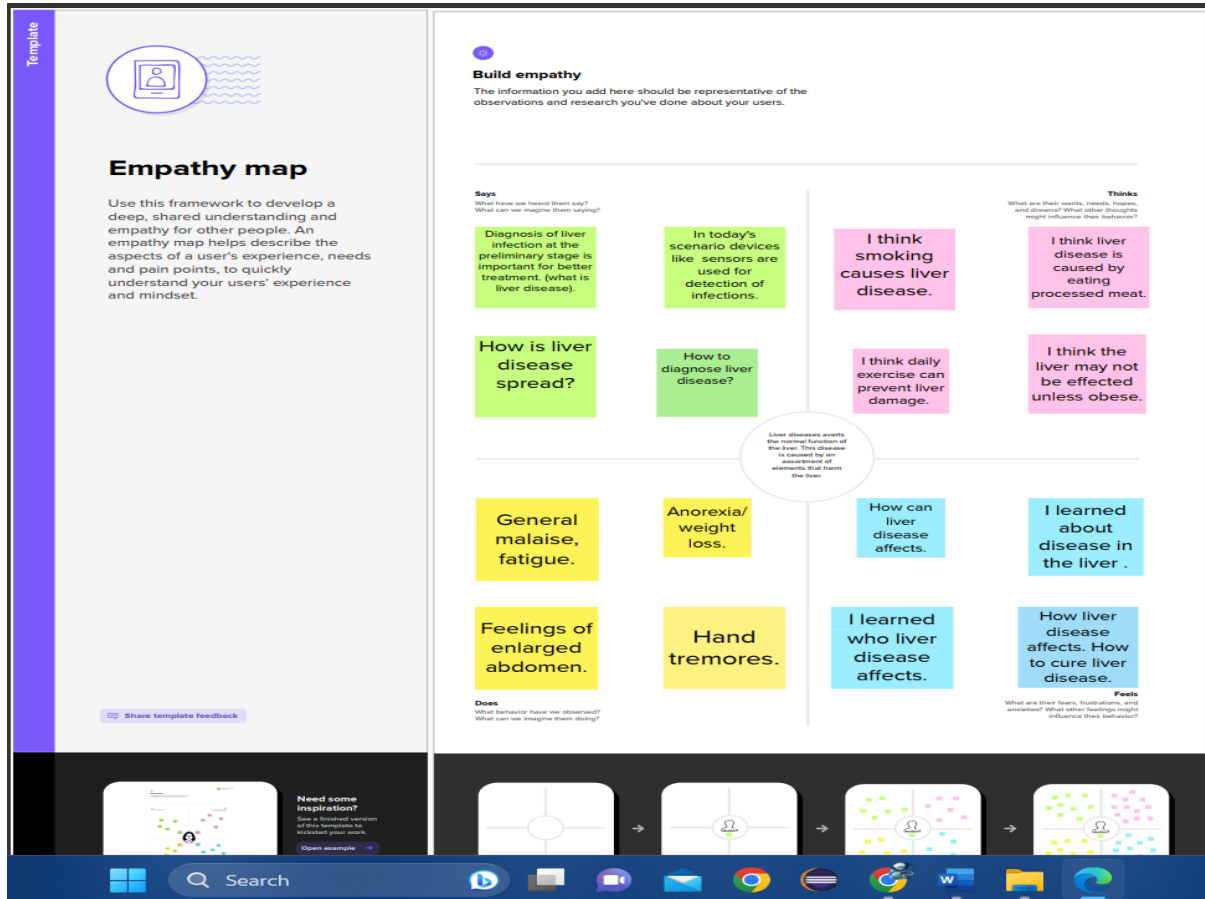 Template
Empathy map
Use this framework to develop a
deep, shared understanding and
empathy for other people. An
empathy map helps describe the
aspects of a user's experience, needs
and pain points, to quickly
understand your users' experience
and mindset.
Share template feedback
Build empathy
The information you add here should be representative of the
observations and research you've done about your users.
Says
What have we heard them say?
What can we magine them saying?
Thinks
What are their wants, needs, hopes,
and dreams? What other thoughts
might influence their behavior?
Diagnosis of liver
infection at the
preliminary stage is
important for better
treatment. (what is
liver disease).
In today's
scenario devices
like sensors are
used for
detection of
infections.
I think
smoking
causes liver
disease.
I think liver
disease is
caused by
eating
processed meat.
How is liver
disease
spread?
How to
diagnose liver
disease?
I think daily
exercise can
prevent liver
damage.
I think the
liver may not
be effected
unless obese.
Liver diseases averts
the normal function of
the liver. This disease
is caused by an
assortment of
elements that harm
the liver.
General
malaise,
fatigue.
Anorexia/
weight
loss.
How can
liver
disease
affects.
I learned
about
disease in
the liver .
Feelings of
enlarged
abdomen.
Hand
tremores.
I learned
who liver
disease
affects.
How liver
disease
affects. How
to cure liver
disease.
Does
What behavior have we observed?
What can we imagine them doing?
Feels
What are their fears, frustrations, and
anxieties? What other feelings might
influence their behavior?
Need some
inspiration?
See a finished version
of this template to
kickstart your work.
Open example
Search